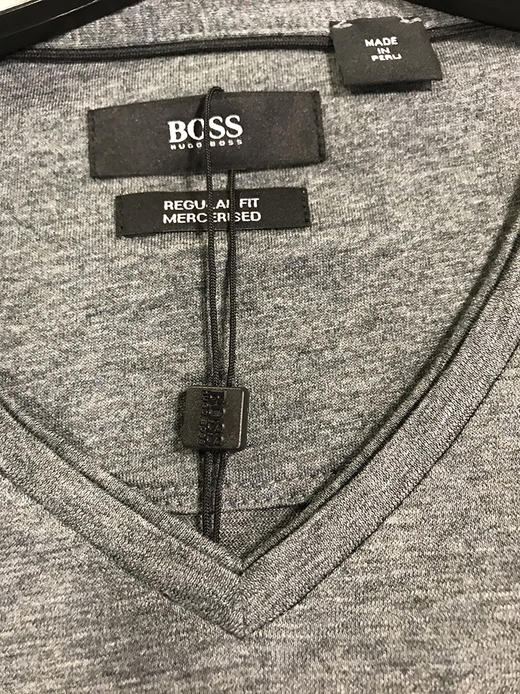 MADE
IN
PERU
BOSS
HUGO BOSS
REGULAR FIT
MERCERISED
BOSS